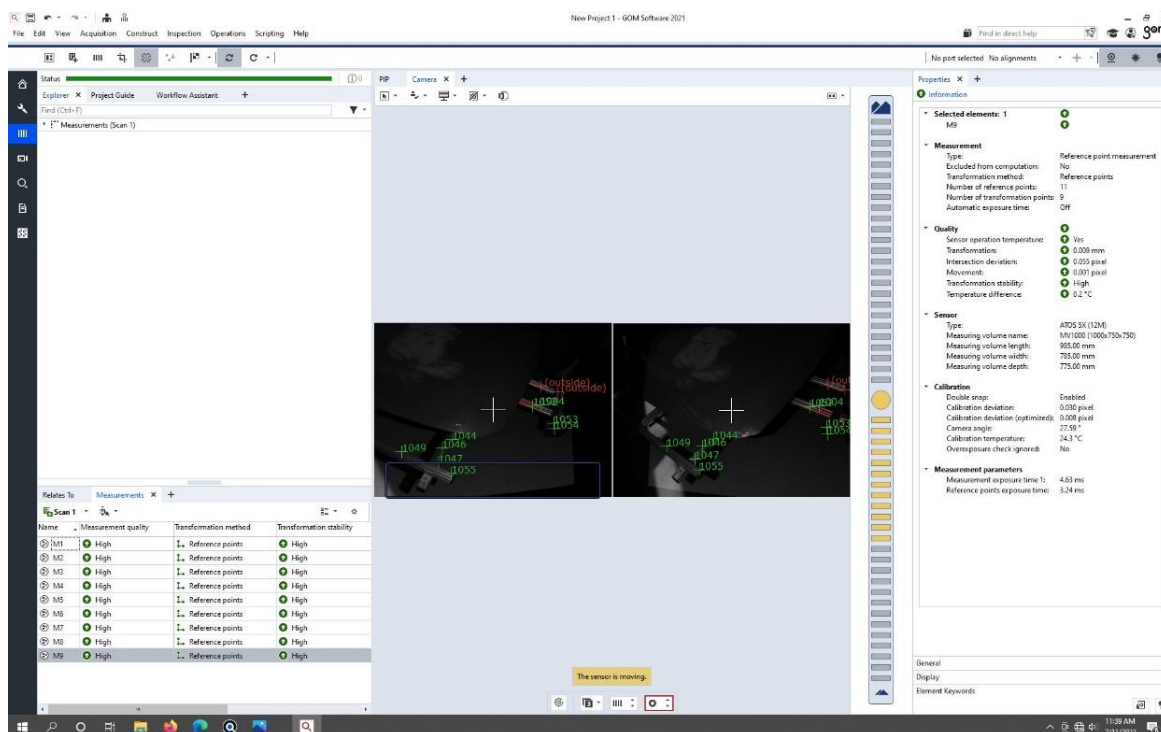 New Project 1 - GOM Software 2021
File Edit View Acquisition Construct Inspection Operations Scripting Help
Find in direct help
gom
No part selected No alignments
Status
0
PIP Camera
Properties
Explorer Project Guide Workflow Assistant
Information
Find (Ctrl+F)
Measurements (Scan 1)
Selected elements: 1
M9
Measurement
Type: Reference point measurement
Excluded from computation: No
Transformation method: Reference points
Number of reference points: 11
Number of transformation points: 9
Automatic exposure time: Off
Quality
Sensor operation temperature: Yes
Transformation: 0.009 mm
Intersection deviation: 0.055 pixel
Movement: 0.001 pixel
Transformation stability: High
Temperature difference: 0.2 °C
Sensor
Type: ATOS 5X (12M)
Measuring volume name: MV1000 (1000x750x750)
Measuring volume length: 985.00 mm
Measuring volume width: 785.00 mm
Measuring volume depth: 775.00 mm
Calibration
Double snap: Enabled
Calibration deviation: 0.030 pixel
Calibration deviation (optimized): 0.008 pixel
Camera angle: 27.59 °
Calibration temperature: 24.3 °C
Overexposure check ignored: No
Measurement parameters
Measurement exposure time 1: 4.63 ms
Reference points exposure time: 3.24 ms
(outside)
1053
1054
1044
1049
1046
1047
1055
1044
1049
1046
1047
1055
1053
1054
Relates To Measurements
Scan 1
Name Measurement quality Transformation method Transformation stability
M1 High Reference points High
M2 High Reference points High
M3 High Reference points High
M4 High Reference points High
M5 High Reference points High
M6 High Reference points High
M7 High Reference points High
M8 High Reference points High
M9 High Reference points High
The sensor is moving.
General
Display
Element Keywords
11:39 AM